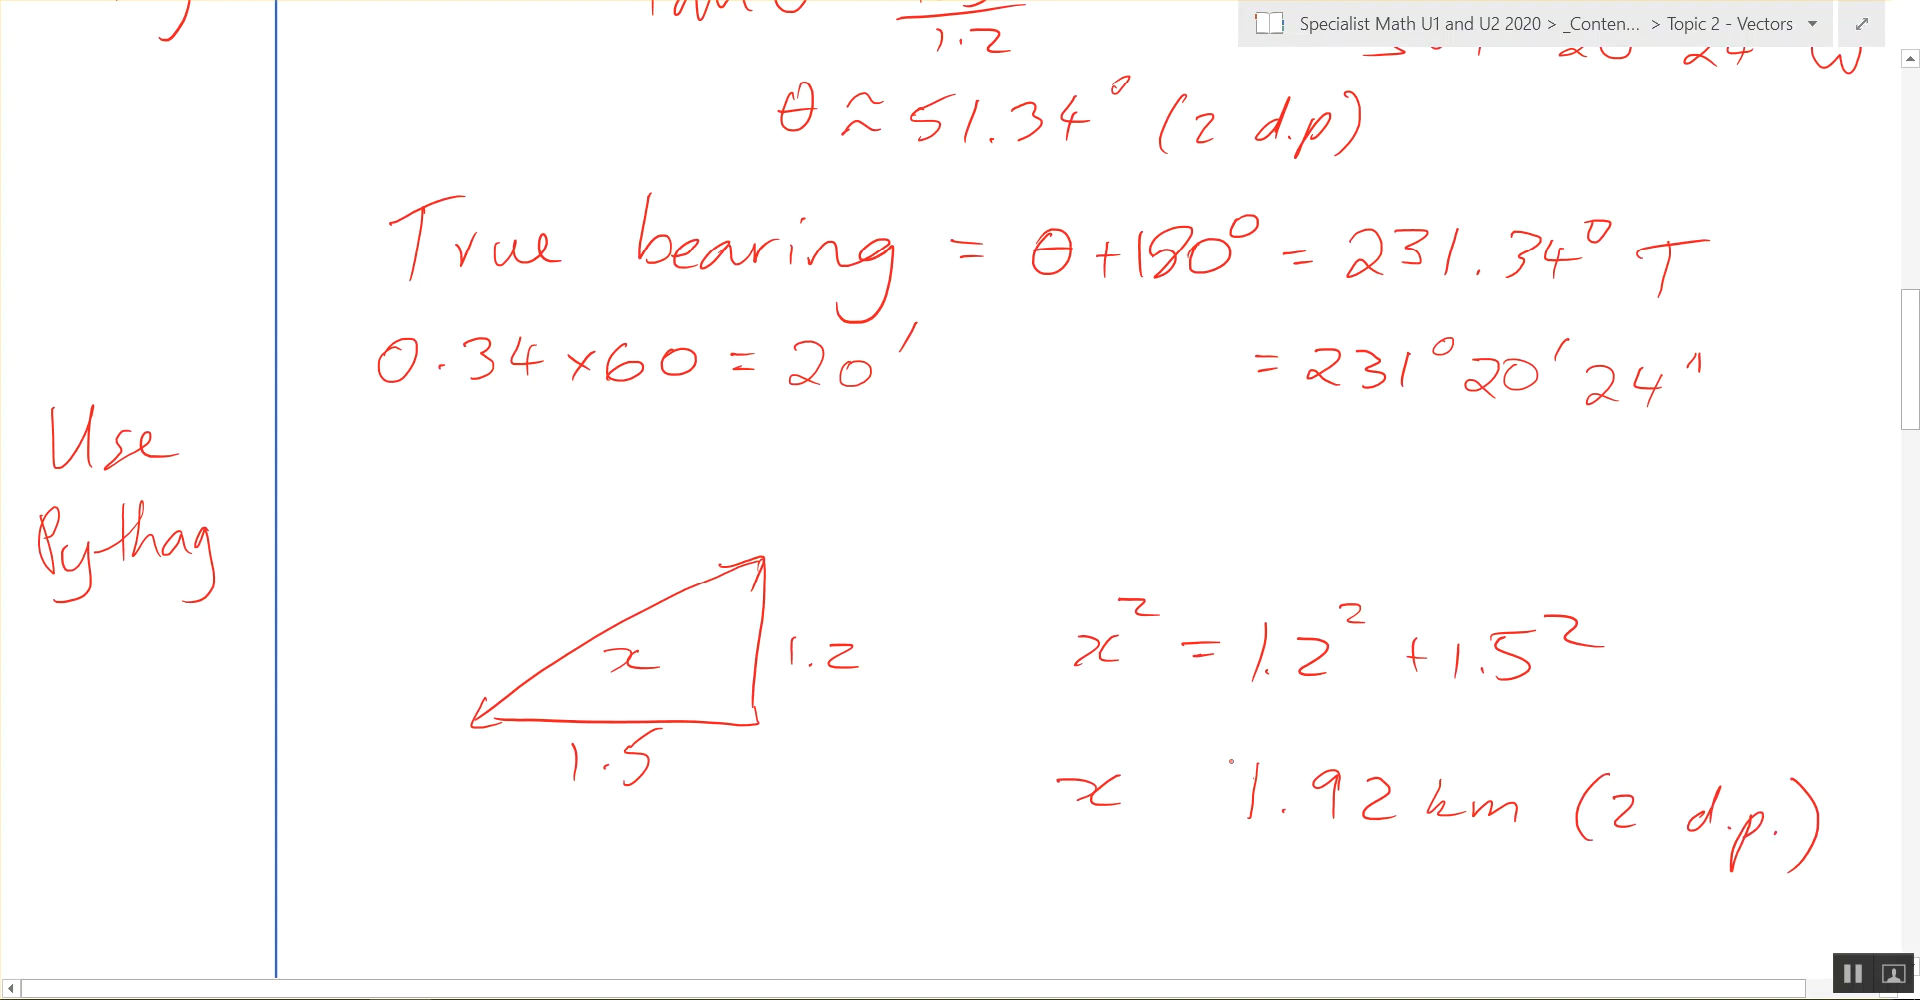 Specialist Math U1 and U2 2020 > _Conten... > Topic 2 - Vectors
1.2
θ ≈ 51.34° (2 d.p)
True bearing = θ + 180° = 231.34° T
0.34 × 60 = 20′
= 231° 20′ 24"
Use
Pythag
x
1.2
1.5
x² = 1.2² + 1.5²
x 1.92 km (2 d.p.)